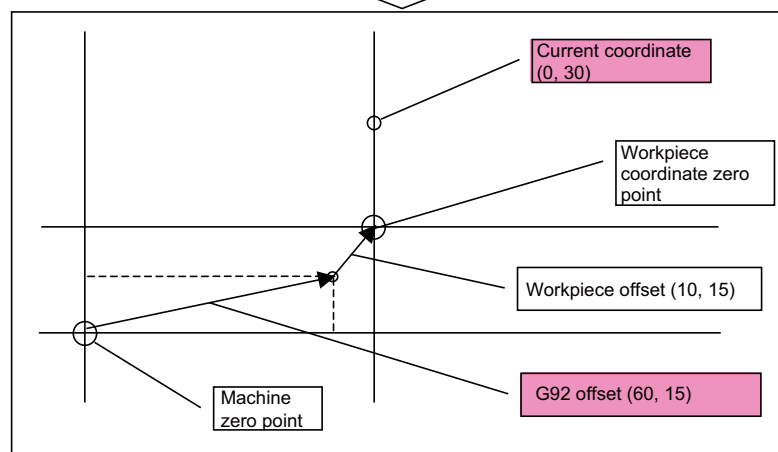 Current coordinate
(0, 30)
Workpiece
coordinate zero
point
Workpiece offset (10, 15)
Machine
zero point
G92 offset (60, 15)